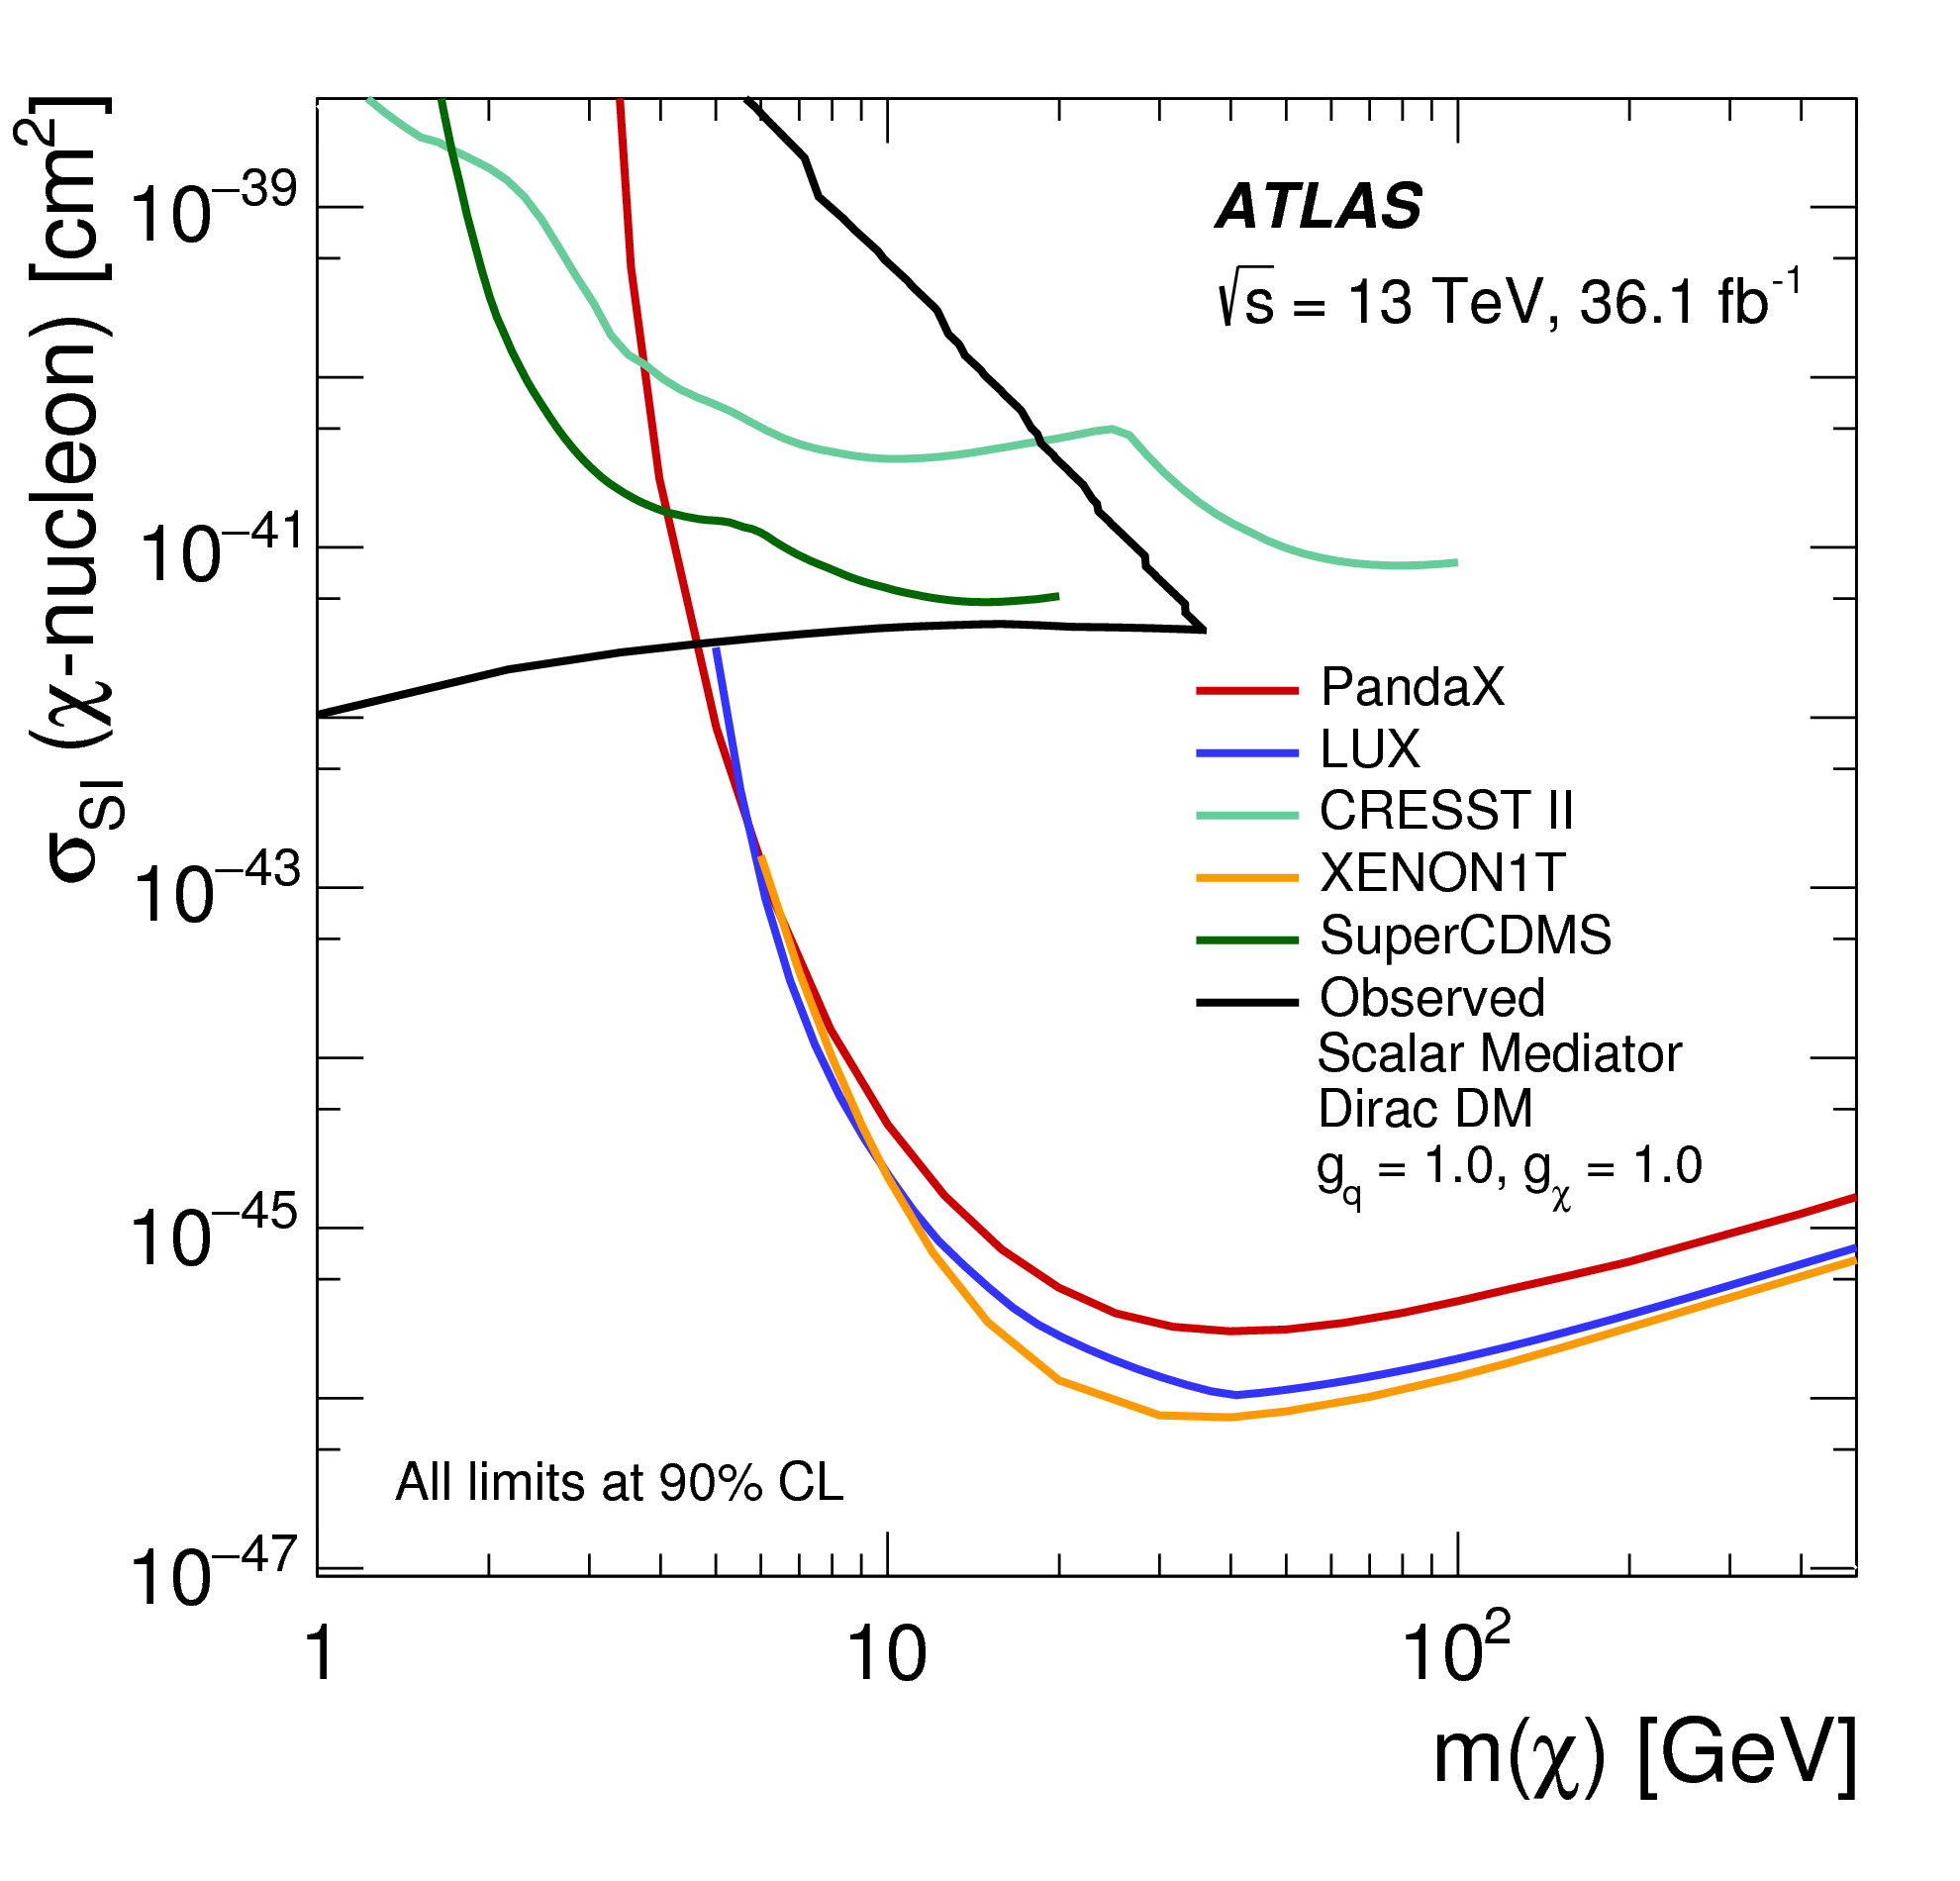 σSI (χ-nucleon) [cm²]
10⁻³⁹
10⁻⁴¹
10⁻⁴³
10⁻⁴⁵
10⁻⁴⁷
ATLAS
√s = 13 TeV, 36.1 fb⁻¹
PandaX
LUX
CRESST II
XENON1T
SuperCDMS
Observed
Scalar Mediator
Dirac DM
gq = 1.0, gχ = 1.0
All limits at 90% CL
1 10 10²
m(χ) [GeV]